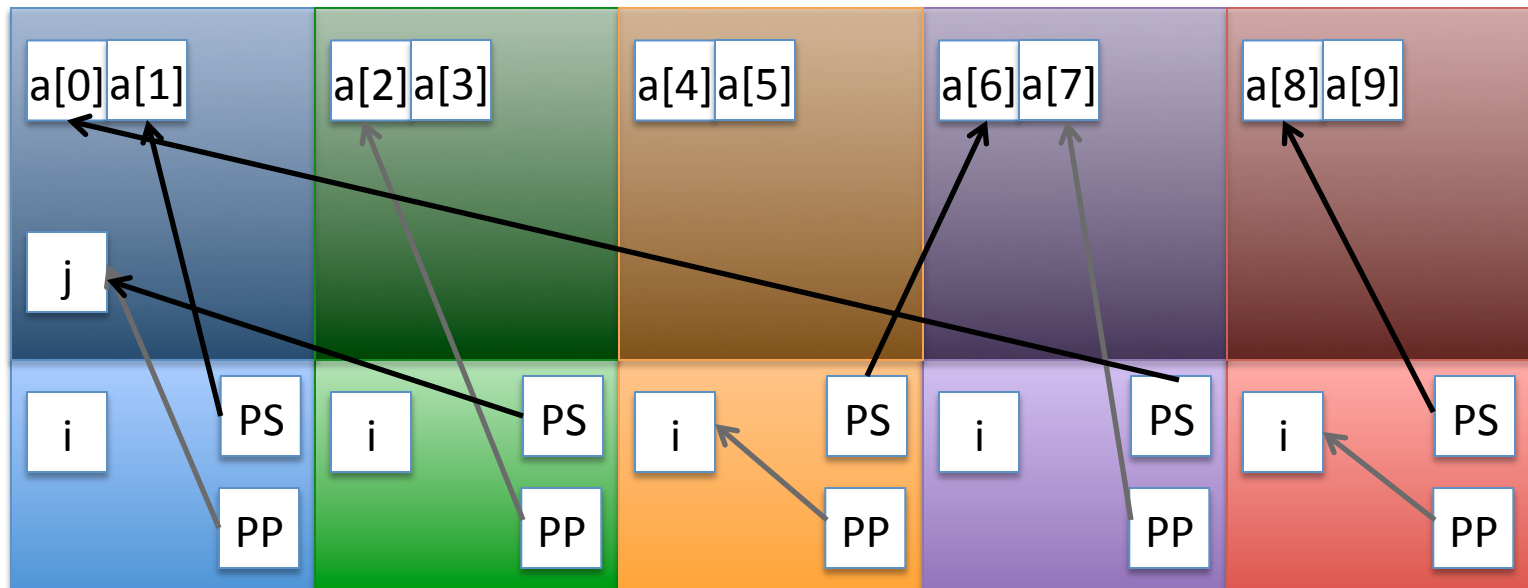 a[0] a[1] a[2] a[3] a[4] a[5] a[6] a[7] a[8] a[9]
j
i PS i PS i PS i PS i PS
PP PP PP PP PP